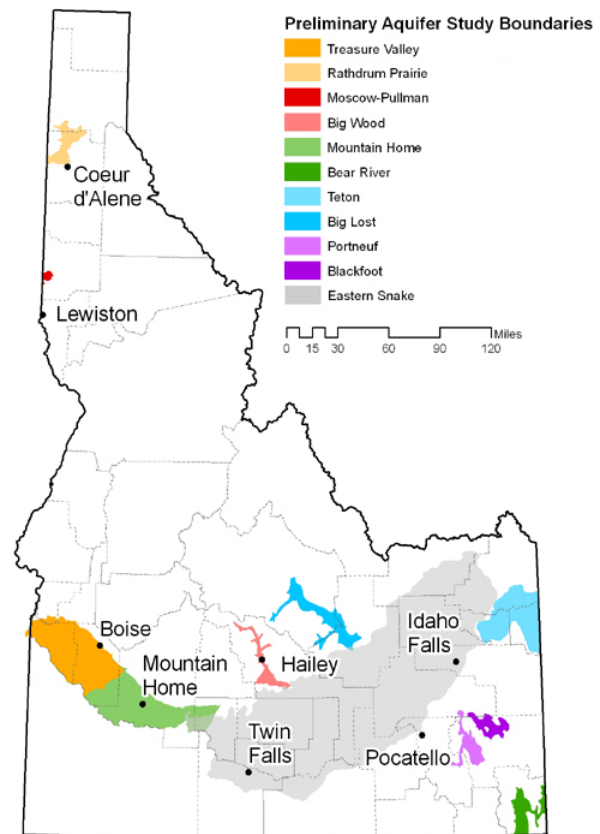 Preliminary Aquifer Study Boundaries
Treasure Valley
Rathdrum Prairie
Moscow-Pullman
Big Wood
Mountain Home
Bear River
Teton
Big Lost
Portneuf
Blackfoot
Eastern Snake
Miles
0 15 30 60 90 120
Coeur
d'Alene
Lewiston
Boise
Mountain
Home
Hailey
Idaho
Falls
Twin
Falls
Pocatello